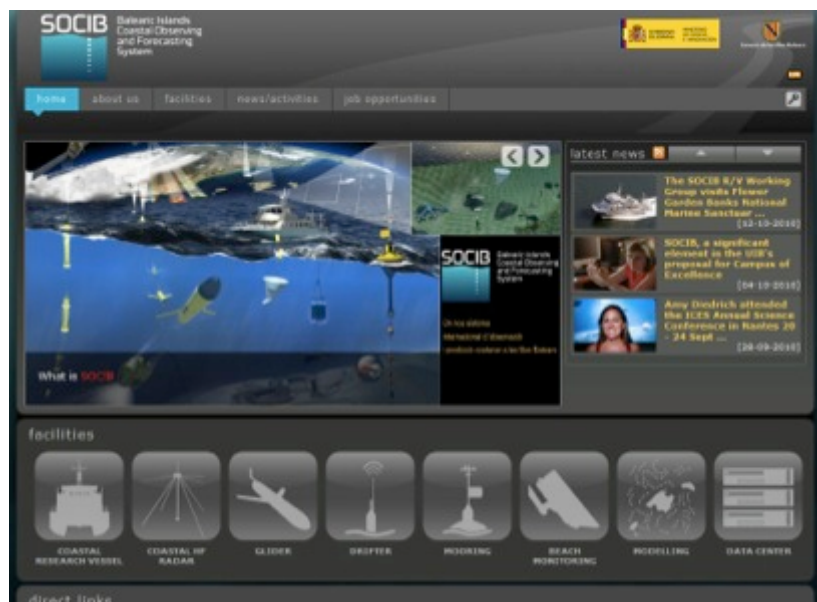 SOCIB
Balearic Islands
Coastal Observing
and Forecasting
System
home
about us
facilities
news/activities
job opportunities
latest news
The SOCIB R/V Working
Group visits Flower
Garden Banks National
Marine Sanctuar ...
[12-10-2010]
SOCIB, a significant
element in the UIB's
proposal for Campus of
Excellence
[04-10-2010]
Amy Diedrich attended
the ICES Annual Science
Conference in Nantes 20
- 24 Sept ...
[28-09-2010]
SOCIB
Balearic Islands
Coastal Observing
and Forecasting
System
What is SOCIB
facilities
COASTAL
RESEARCH VESSEL
COASTAL HF
RADAR
GLIDER
DRIFTER
MOORING
BEACH
MONITORING
MODELLING
DATA CENTER
direct links